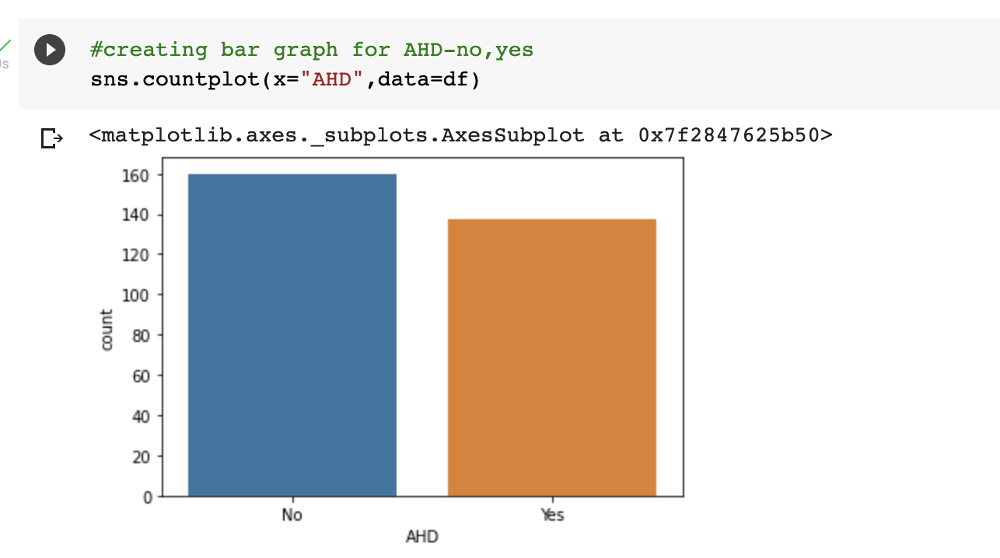 #creating bar graph for AHD-no,yes
sns.countplot(x="AHD",data=df)
<matplotlib.axes._subplots.AxesSubplot at 0x7f2847625b50>
160
140
120
100
80
60
40
20
0
count
No Yes
AHD